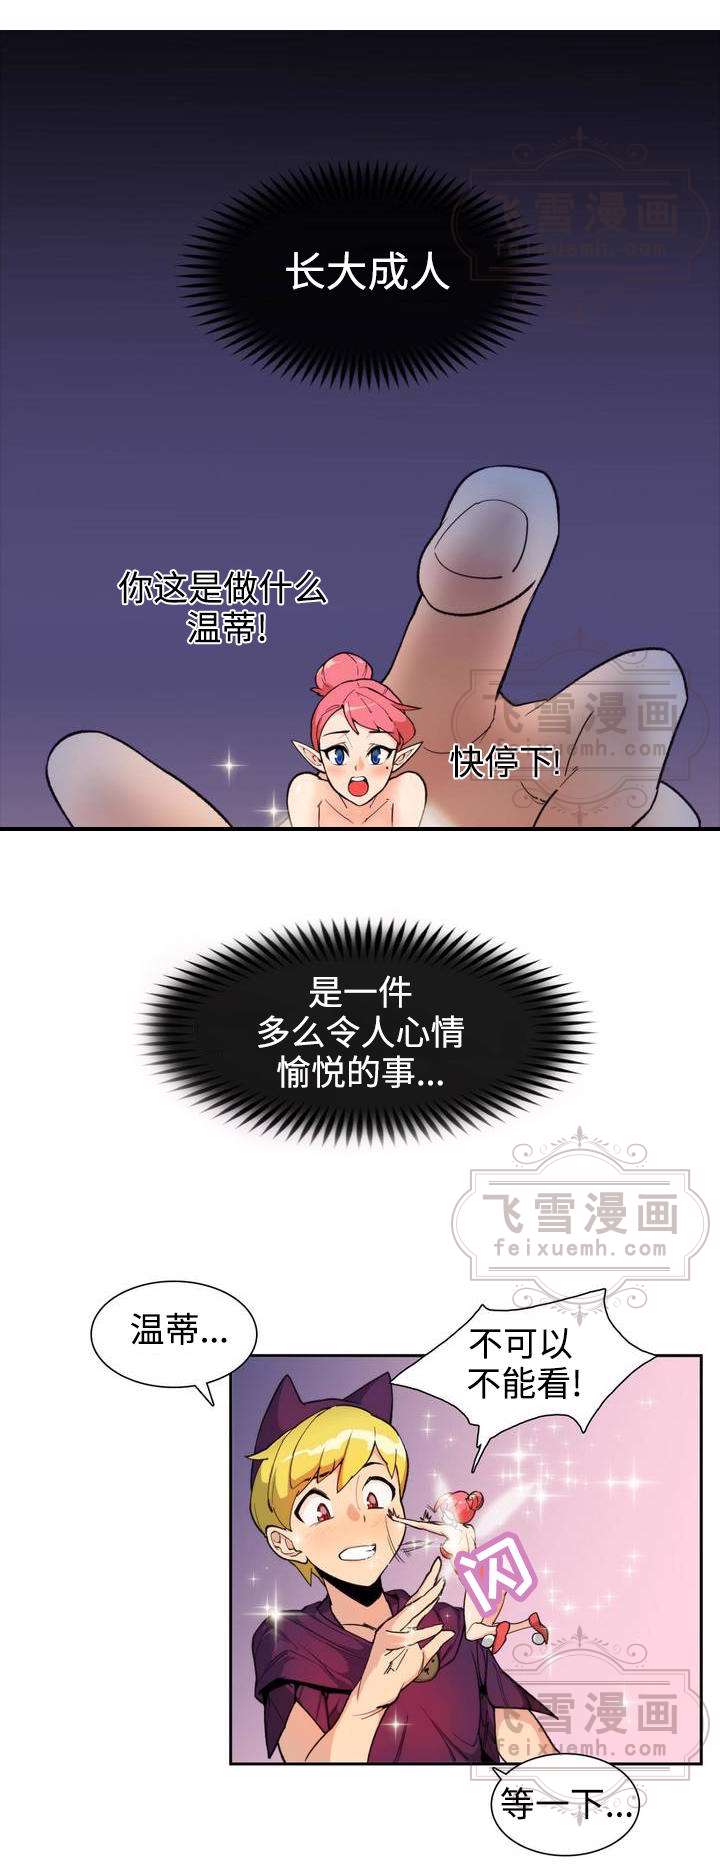 飞雪漫画
feixuemh.com
长大成人
你这是做什么
温蒂!
飞雪漫画
feixuemh.com
快停下!
是一件
多么令人心情
愉悦的事...
飞雪漫画
feixuemh.com
温蒂...
不可以
不能看!
闪
飞雪漫画
feixuemh.com
等一下...